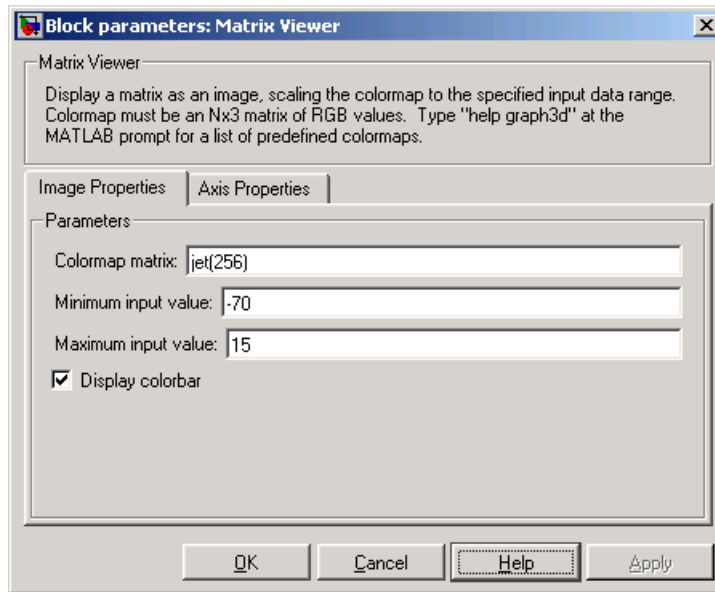 Block parameters: Matrix Viewer
Matrix Viewer
Display a matrix as an image, scaling the colormap to the specified input data range.
Colormap must be an Nx3 matrix of RGB values.  Type "help graph3d" at the
MATLAB prompt for a list of predefined colormaps.
Image Properties Axis Properties
Parameters
Colormap matrix: jet(256)
Minimum input value: -70
Maximum input value: 15
Display colorbar
OK Cancel Help Apply